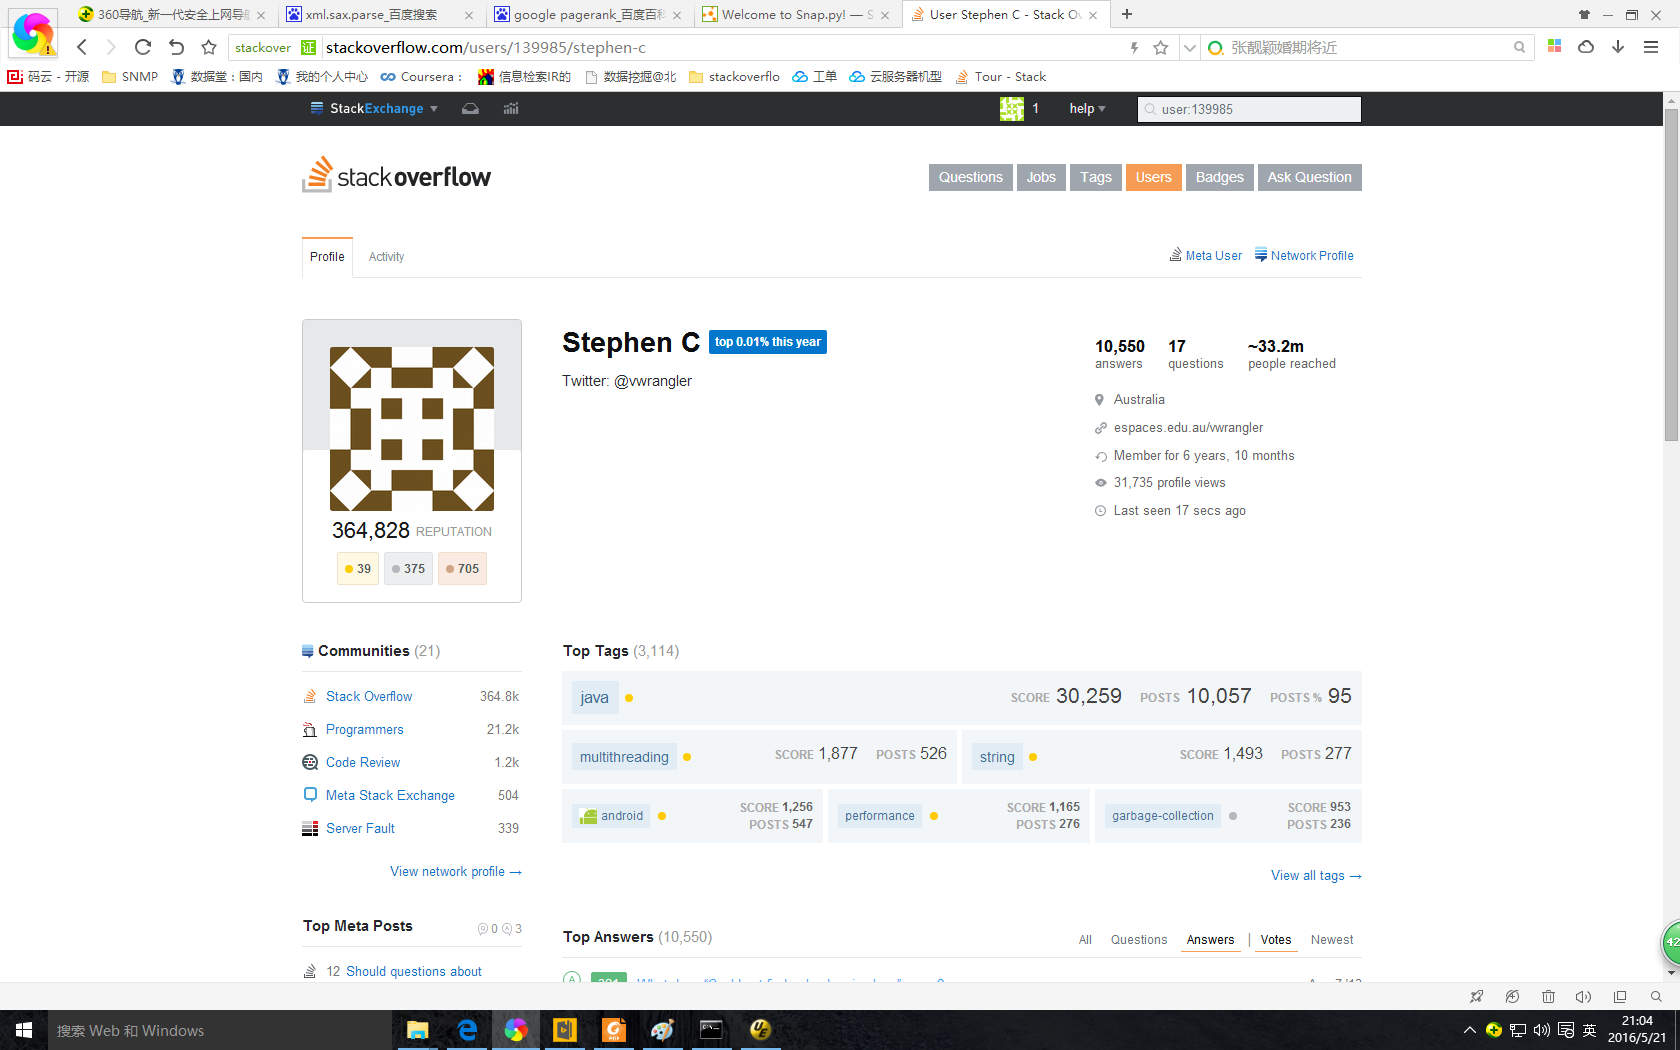 360导航_新一代安全上网导航
xml.sax.parse_百度搜索
google pagerank_百度百科
Welcome to Snap.py! — S
User Stephen C - Stack Ov
stackover 证 stackoverflow.com/users/139985/stephen-c
张靓颖婚期将近
码云 - 开源
SNMP
数据堂：国内
我的个人中心
Coursera :
信息检索IR的
数据挖掘@北
stackoverflo
工单
云服务器机型
Tour - Stack
StackExchange
1
help
user:139985
stackoverflow
Questions
Jobs
Tags
Users
Badges
Ask Question
Profile
Activity
Meta User
Network Profile
Stephen C top 0.01% this year
Twitter: @vwrangler
10,550 answers
17 questions
~33.2m people reached
Australia
espaces.edu.au/vwrangler
Member for 6 years, 10 months
31,735 profile views
Last seen 17 secs ago
364,828 REPUTATION
39 375 705
Communities (21)
Stack Overflow 364.8k
Programmers 21.2k
Code Review 1.2k
Meta Stack Exchange 504
Server Fault 339
View network profile →
Top Meta Posts 0 3
12 Should questions about
Top Tags (3,114)
java SCORE 30,259 POSTS 10,057 POSTS % 95
multithreading SCORE 1,877 POSTS 526
string SCORE 1,493 POSTS 277
android SCORE 1,256 POSTS 547
performance SCORE 1,165 POSTS 276
garbage-collection SCORE 953 POSTS 236
View all tags →
Top Answers (10,550)
All Questions Answers | Votes Newest
42
搜索 Web 和 Windows
英
21:04
2016/5/21